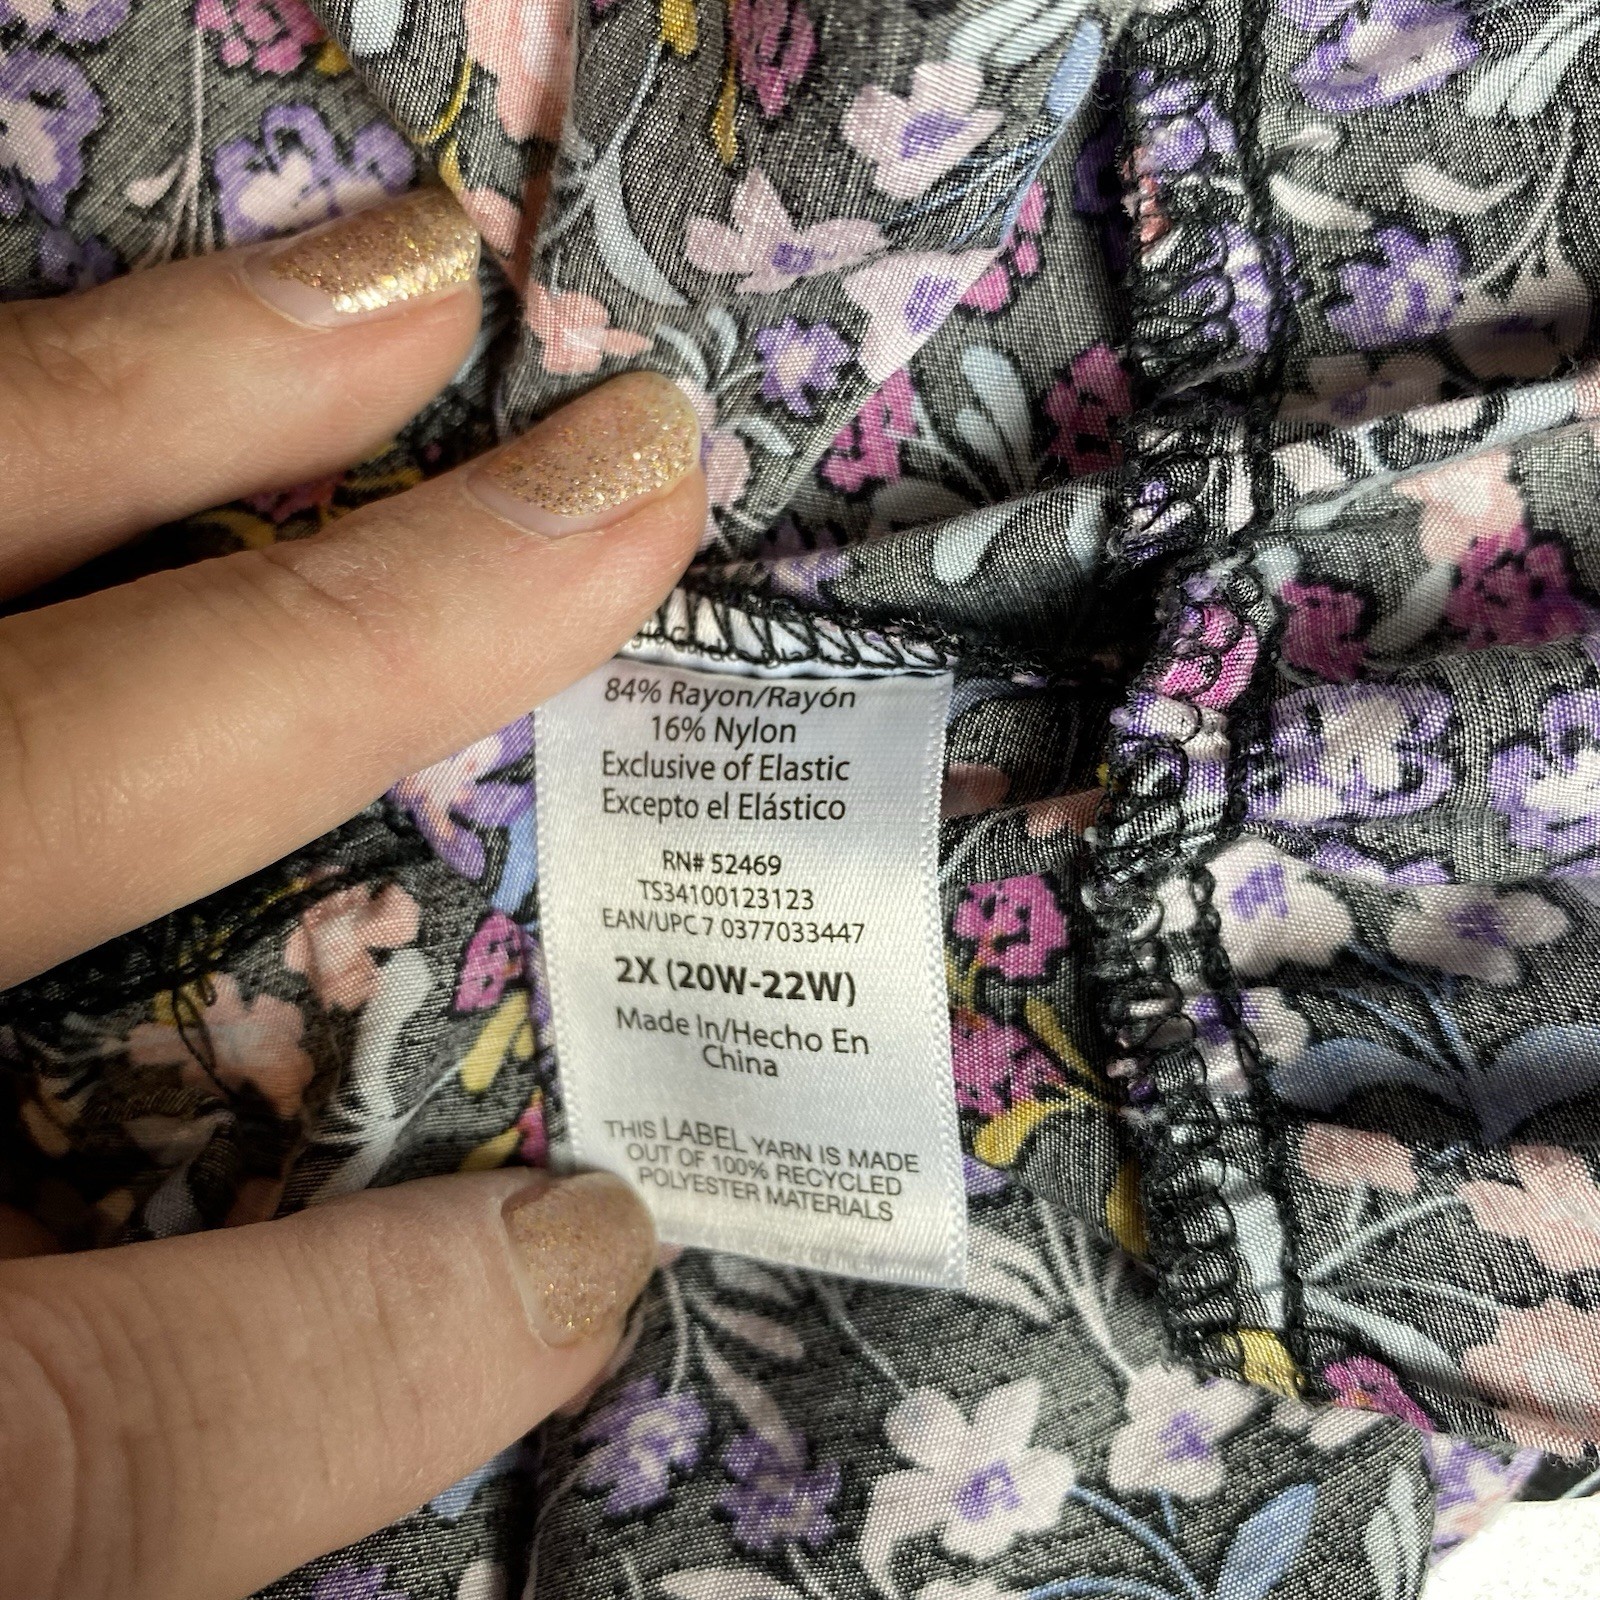 84% Rayon/Rayón
16% Nylon
Exclusive of Elastic
Excepto el Elástico
RN# 52469
TS34100123123
EAN/UPC 7 0377033447
2X (20W-22W)
Made In/Hecho En
China
THIS LABEL YARN IS MADE
OUT OF 100% RECYCLED
POLYESTER MATERIALS